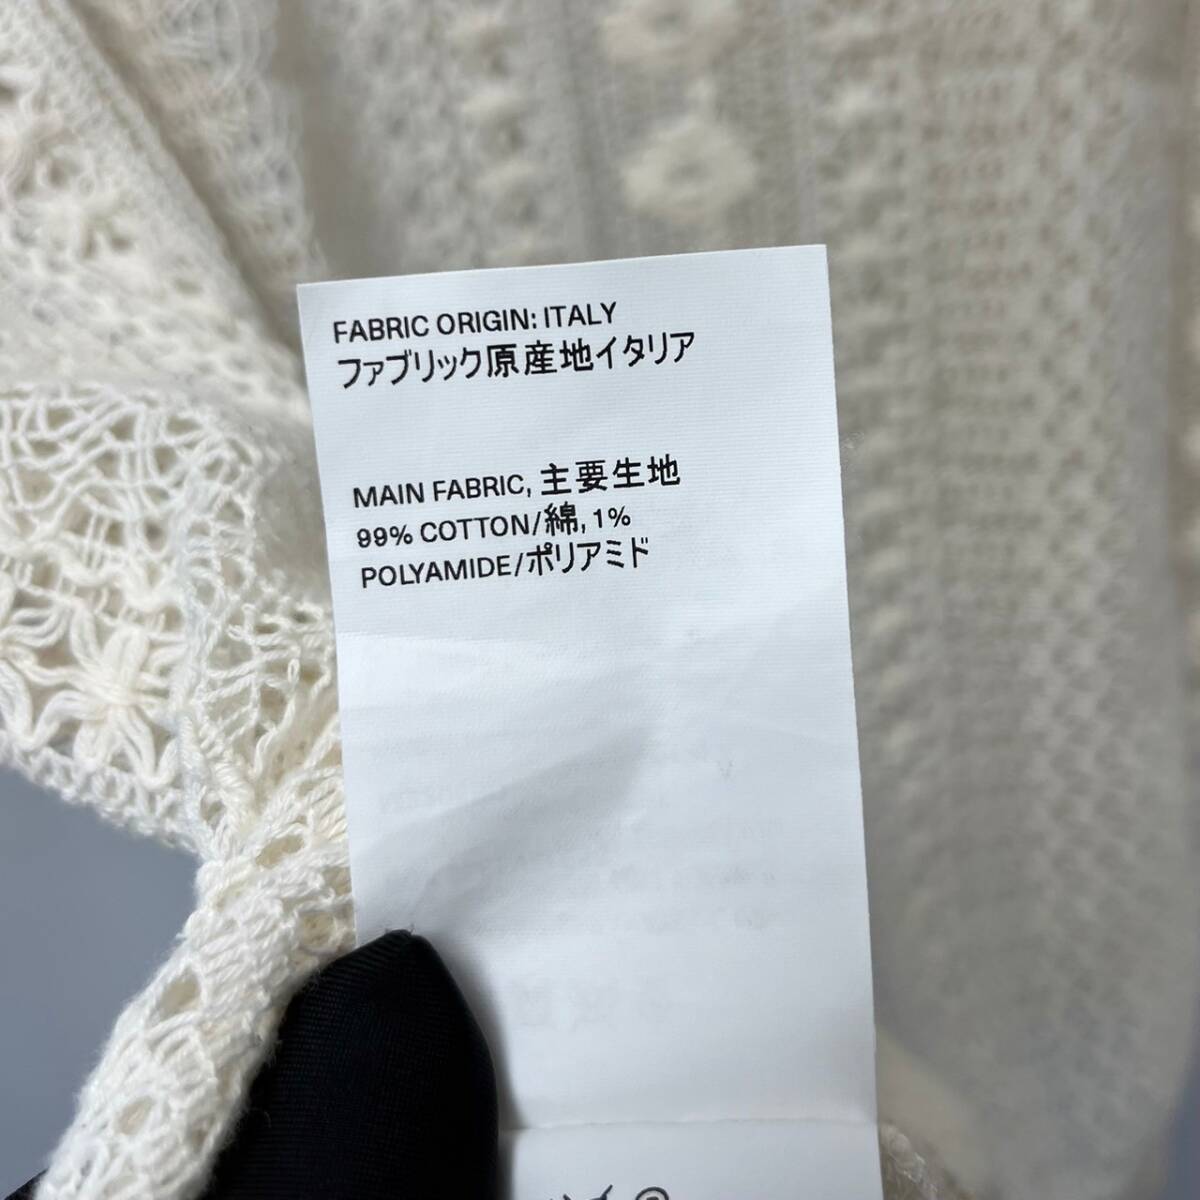 FABRIC ORIGIN: ITALY
ファブリック原産地イタリア
MAIN FABRIC, 主要生地
99% COTTON/綿, 1%
POLYAMIDE/ポリアミド